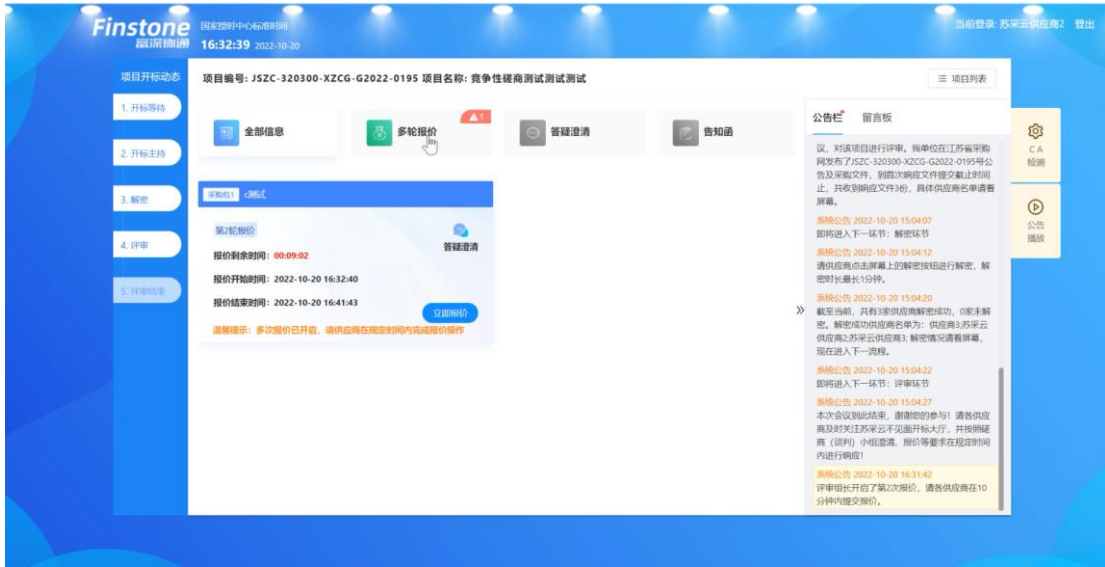 Finstone
富深协通
国家授时中心标准时间
16:32:39 2022-10-20
当前登录: 苏采云供应商2 登出
项目开标动态
1. 开标等待
2. 开标主持
3. 解密
4. 评审
5. 评审结束
项目编号: JSZC-320300-XZCG-G2022-0195 项目名称: 竞争性磋商测试测试测试
项目列表
全部信息
多轮报价
1
答疑澄清
告知函
采购包1 c测试
第2轮报价
答疑澄清
报价剩余时间: 00:09:02
报价开始时间: 2022-10-20 16:32:40
报价结束时间: 2022-10-20 16:41:43
立即报价
温馨提示: 多次报价已开启, 请供应商在规定时间内完成报价操作
公告栏 留言板
议, 对该项目进行评审。我单位在江苏省采购
网发布了JSZC-320300-XZCG-G2022-0195号公
告及采购文件, 到首次响应文件提交截止时间
止, 共收到响应文件3份, 具体供应商名单请看
屏幕。
系统公告 2022-10-20 15:04:07
即将进入下一环节: 解密环节
系统公告 2022-10-20 15:04:12
请供应商点击屏幕上的解密按钮进行解密, 解
密时长最长1分钟。
系统公告 2022-10-20 15:04:20
截至当前, 共有3家供应商解密成功, 0家未解
密。解密成功供应商名单为: 供应商3;苏采云
供应商2;苏采云供应商3; 解密情况请看屏幕,
现在进入下一流程。
系统公告 2022-10-20 15:04:22
即将进入下一环节: 评审环节
系统公告 2022-10-20 15:04:27
本次会议到此结束, 谢谢您的参与! 请各供应
商及时关注苏采云不见面开标大厅, 并按照磋
商 (谈判) 小组澄清、报价等要求在规定时间
内进行响应!
系统公告 2022-10-20 16:31:42
评审组长开启了第2次报价, 请各供应商在10
分钟内提交报价。
CA
检测
公告
播放